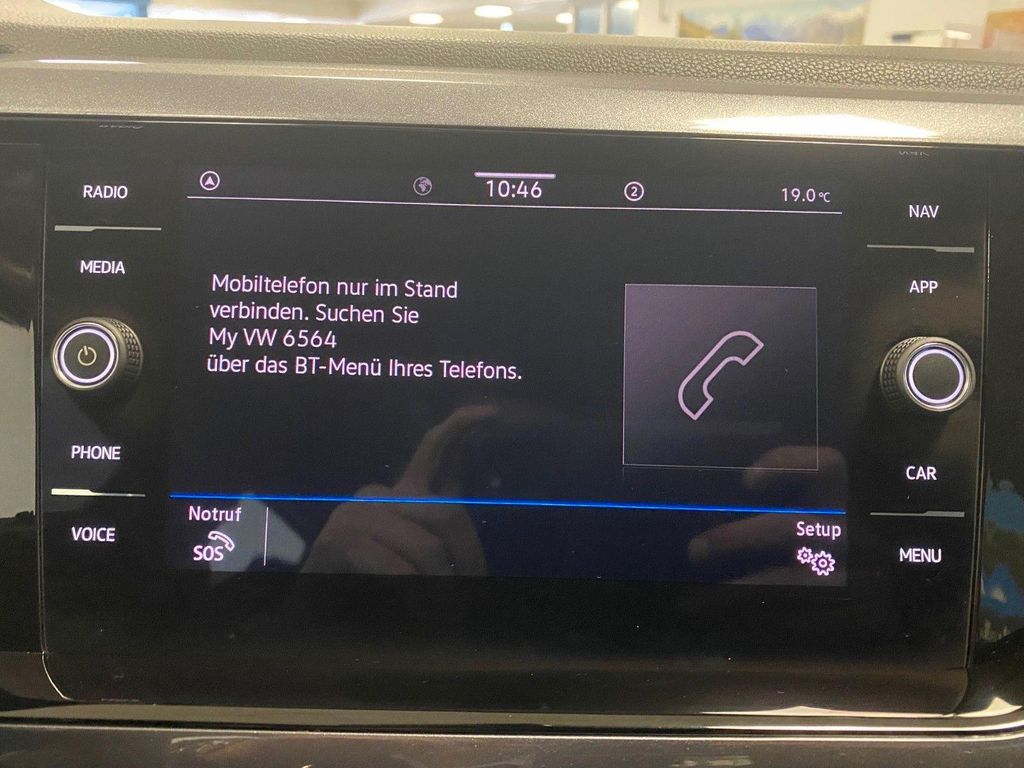 RADIO
MEDIA
PHONE
VOICE
10:46
2
19.0°C
Mobiltelefon nur im Stand
verbinden. Suchen Sie
My VW 6564
über das BT-Menü Ihres Telefons.
Notruf
SOS
Setup
NAV
APP
CAR
MENU